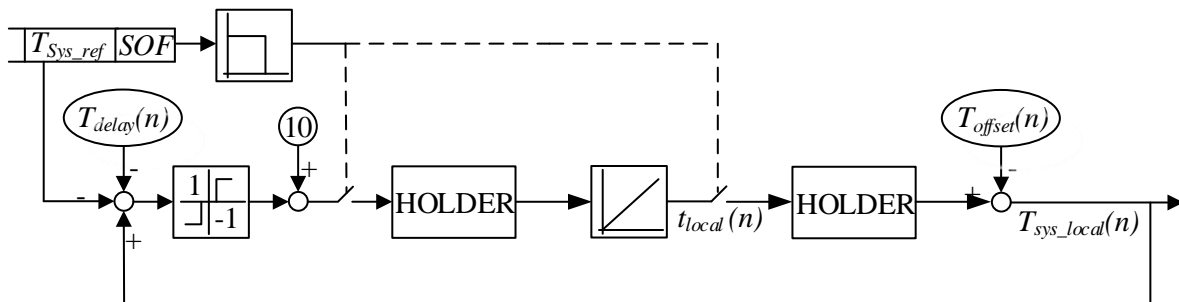 T_Sys_ref SOF
T_delay(n)
10
T_offset(n)
-
+
-
-
1
-1
HOLDER
HOLDER
+
+
t_local(n)
T_sys_local(n)